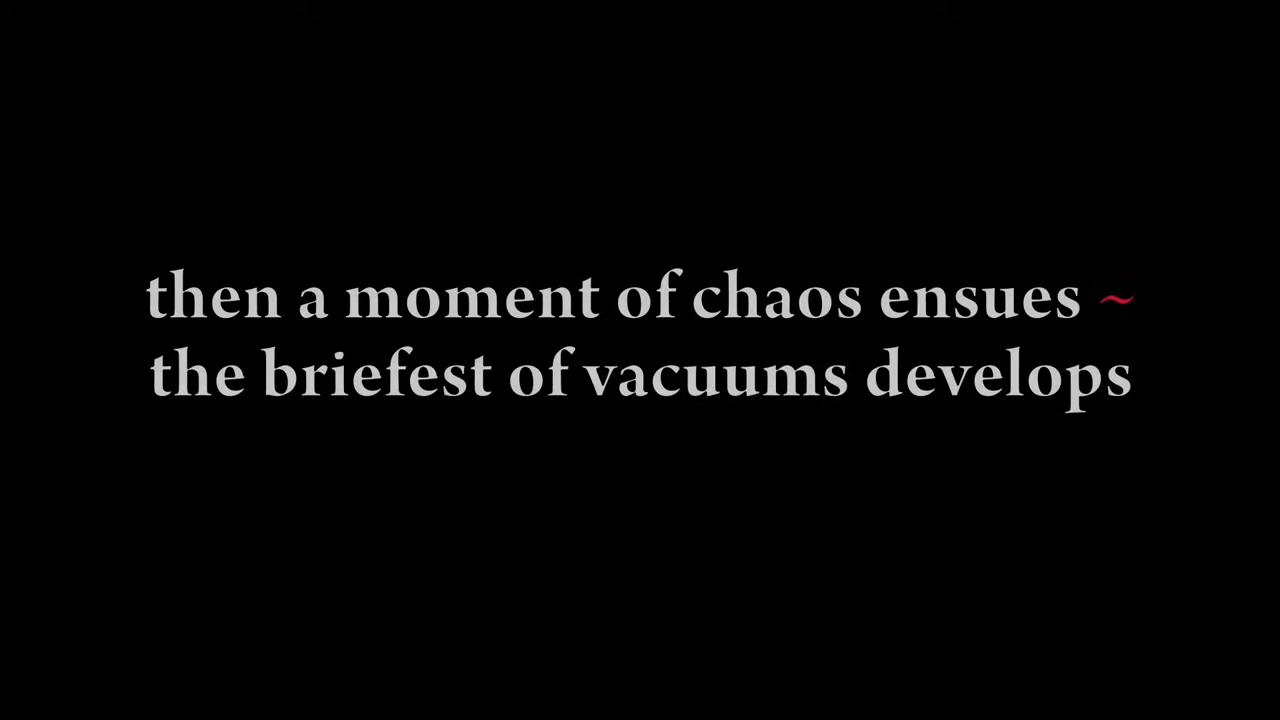 then a moment of chaos ensues ~
the briefest of vacuums develops